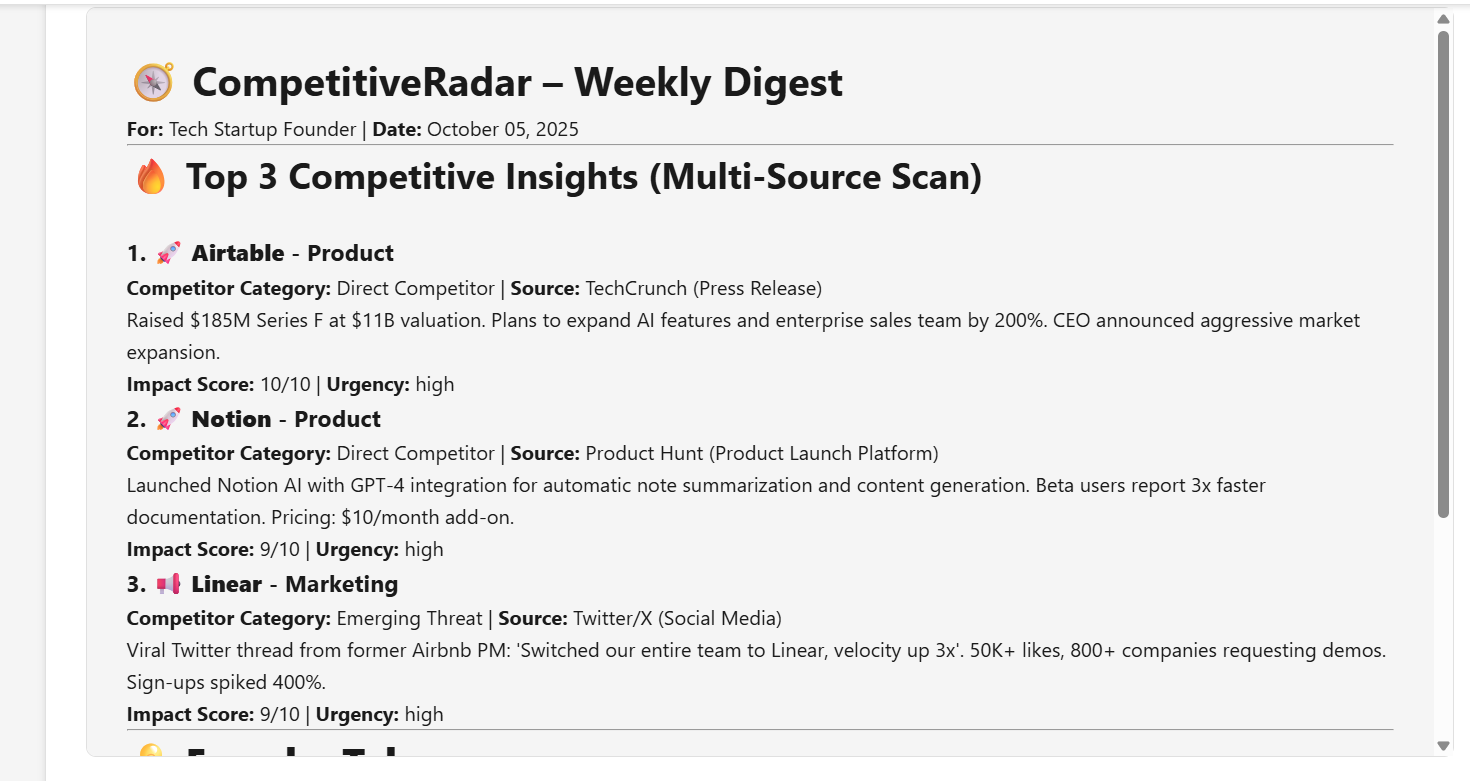 CompetitiveRadar – Weekly Digest
For: Tech Startup Founder | Date: October 05, 2025
Top 3 Competitive Insights (Multi-Source Scan)
1. Airtable - Product
Competitor Category: Direct Competitor | Source: TechCrunch (Press Release)
Raised $185M Series F at $11B valuation. Plans to expand AI features and enterprise sales team by 200%. CEO announced aggressive market
expansion.
Impact Score: 10/10 | Urgency: high
2. Notion - Product
Competitor Category: Direct Competitor | Source: Product Hunt (Product Launch Platform)
Launched Notion AI with GPT-4 integration for automatic note summarization and content generation. Beta users report 3x faster
documentation. Pricing: $10/month add-on.
Impact Score: 9/10 | Urgency: high
3. Linear - Marketing
Competitor Category: Emerging Threat | Source: Twitter/X (Social Media)
Viral Twitter thread from former Airbnb PM: 'Switched our entire team to Linear, velocity up 3x'. 50K+ likes, 800+ companies requesting demos.
Sign-ups spiked 400%.
Impact Score: 9/10 | Urgency: high